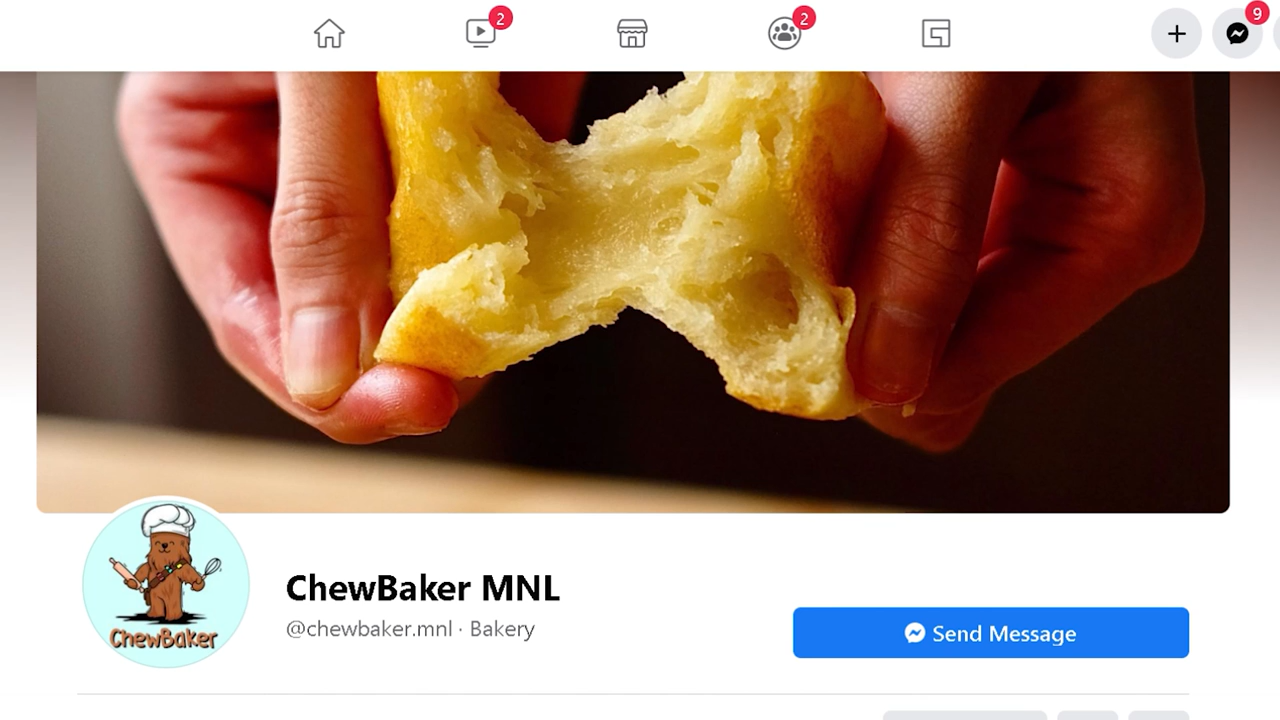 2
2
9
ChewBaker
ChewBaker MNL
@chewbaker.mnl · Bakery
Send Message